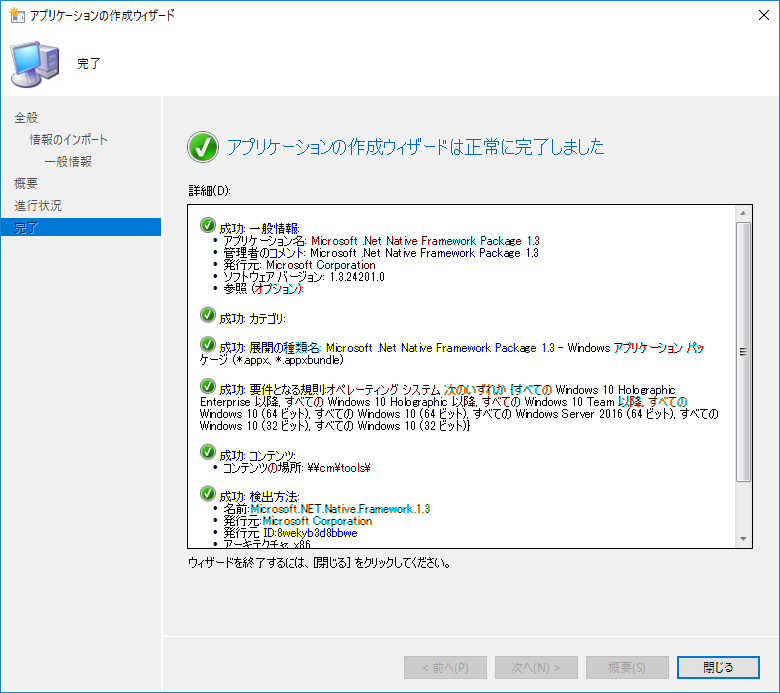 アプリケーションの作成ウィザード
完了
全般
情報のインポート
一般情報
概要
進行状況
完了
アプリケーションの作成ウィザードは正常に完了しました
詳細(D):
成功: 一般情報:
• アプリケーション名: Microsoft .Net Native Framework Package 1.3
• 管理者のコメント: Microsoft .Net Native Framework Package 1.3
• 発行元: Microsoft Corporation
• ソフトウェア バージョン: 1.3.24201.0
• 参照 (オプション):
成功: カテゴリ:
成功: 展開の種類名: Microsoft .Net Native Framework Package 1.3 - Windows アプリケーション パッ
ケージ (*.appx、*.appxbundle)
成功: 要件となる規則:オペレーティング システム 次のいずれか {すべての Windows 10 Holographic
Enterprise 以降, すべての Windows 10 Holographic 以降, すべての Windows 10 Team 以降, すべての
Windows 10 (64 ビット), すべての Windows 10 (64 ビット), すべての Windows Server 2016 (64 ビット), すべての
Windows 10 (32 ビット), すべての Windows 10 (32 ビット)}
成功: コンテンツ:
• コンテンツの場所: \\cm\tools\
成功: 検出方法:
• 名前:Microsoft.NET.Native.Framework.1.3
• 発行元:Microsoft Corporation
• 発行元 ID:8wekyb3d8bbwe
• アーキテクチャ x86
ウィザードを終了するには、[閉じる] をクリックしてください。
< 前へ(P)
次へ(N) >
概要(S)
閉じる